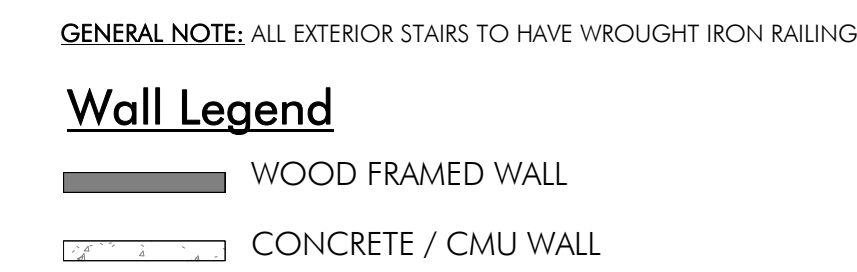 GENERAL NOTE: ALL EXTERIOR STAIRS TO HAVE WROUGHT IRON RAILING
Wall Legend
WOOD FRAMED WALL
CONCRETE / CMU WALL